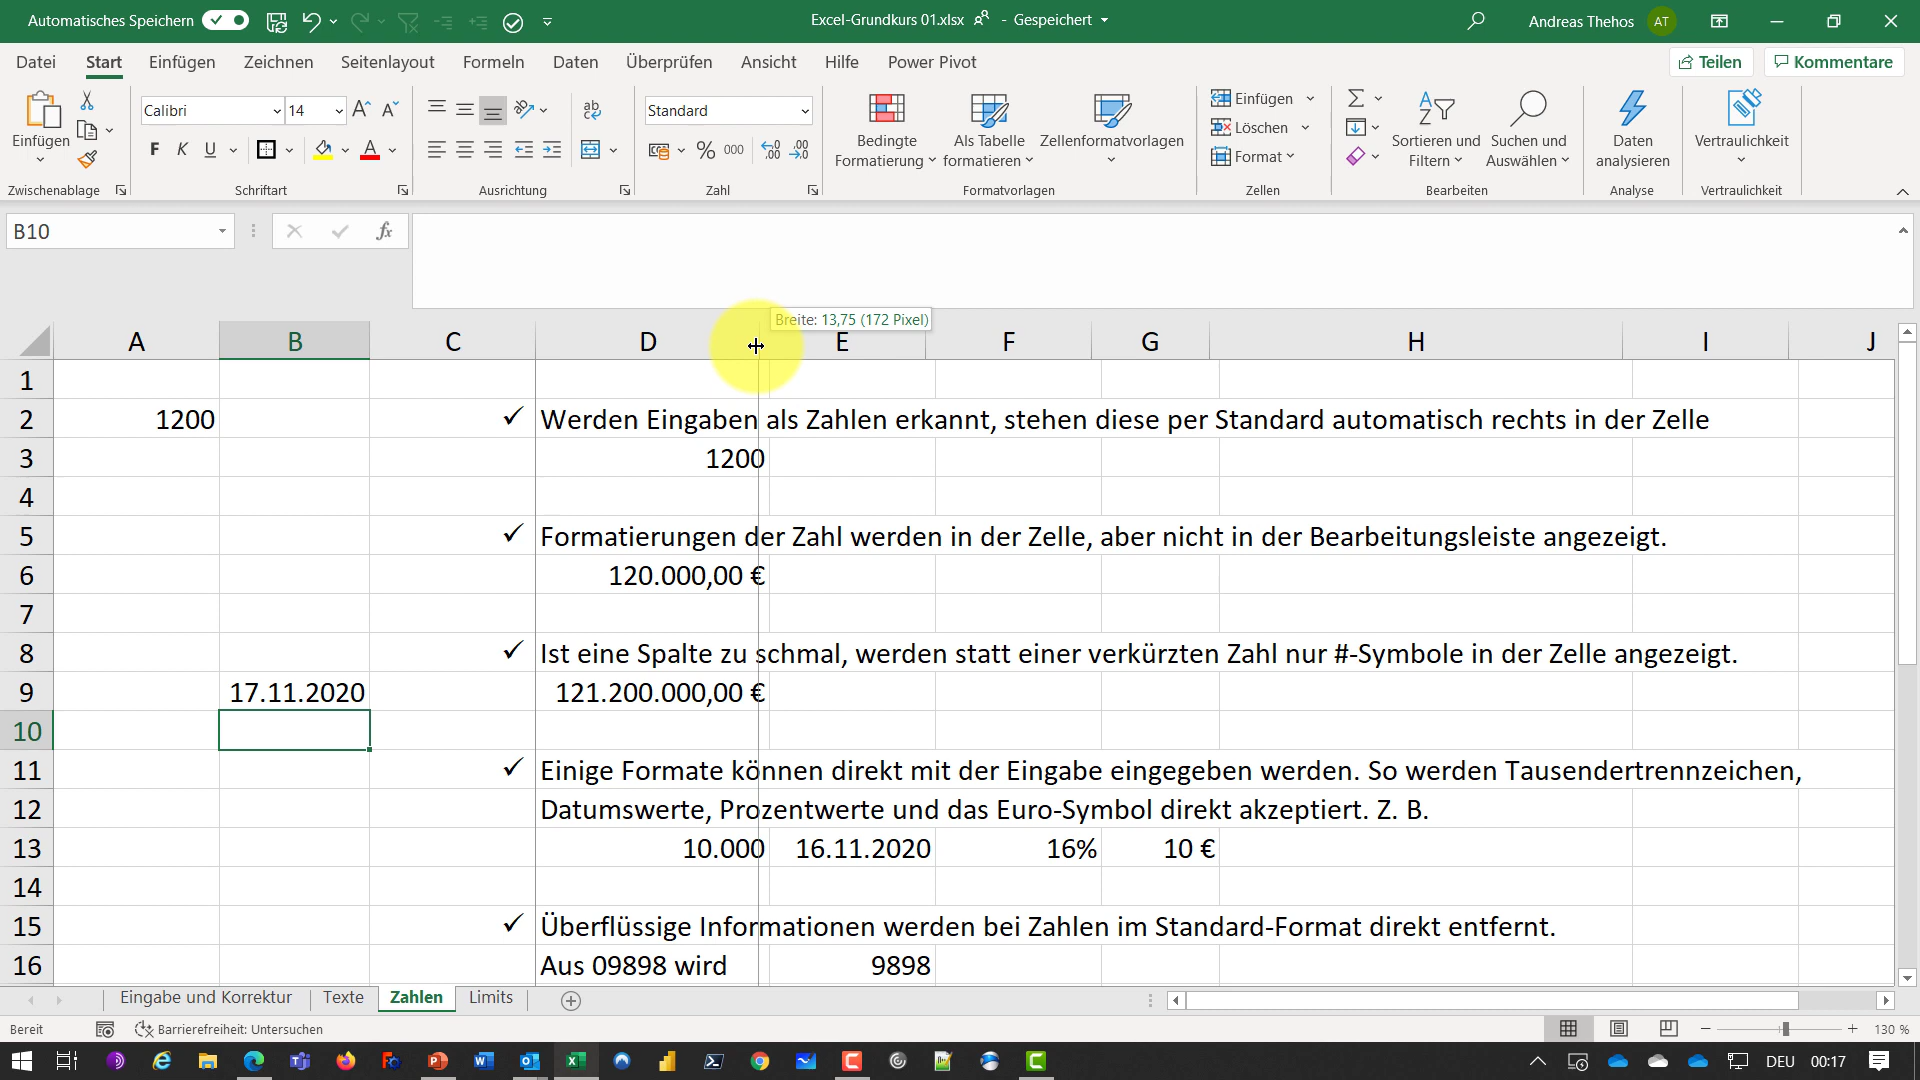 Automatisches Speichern
Excel-Grundkurs 01.xlsx - Gespeichert
Andreas Thehos AT
Datei Start Einfügen Zeichnen Seitenlayout Formeln Daten Überprüfen Ansicht Hilfe Power Pivot Teilen Kommentare
Einfügen
Zwischenablage
Calibri 14
F K U
Schriftart
Ausrichtung
Standard
% 000
Zahl
Bedingte Formatierung
Als Tabelle formatieren
Zellenformatvorlagen
Formatvorlagen
Einfügen
Löschen
Format
Zellen
Sortieren und Filtern
Suchen und Auswählen
Bearbeiten
Daten analysieren
Analyse
Vertraulichkeit
Vertraulichkeit
B10 fx
Breite: 13,75 (172 Pixel)
A B C D E F G H I J
1
2 1200 ✓ Werden Eingaben als Zahlen erkannt, stehen diese per Standard automatisch rechts in der Zelle
3 1200
4
5 ✓ Formatierungen der Zahl werden in der Zelle, aber nicht in der Bearbeitungsleiste angezeigt.
6 120.000,00 €
7
8 ✓ Ist eine Spalte zu schmal, werden statt einer verkürzten Zahl nur #-Symbole in der Zelle angezeigt.
9 17.11.2020 121.200.000,00 €
10
11 ✓ Einige Formate können direkt mit der Eingabe eingegeben werden. So werden Tausendertrennzeichen,
12 Datumswerte, Prozentwerte und das Euro-Symbol direkt akzeptiert. Z. B.
13 10.000 16.11.2020 16% 10 €
14
15 ✓ Überflüssige Informationen werden bei Zahlen im Standard-Format direkt entfernt.
16 Aus 09898 wird 9898
Eingabe und Korrektur Texte Zahlen Limits
Bereit Barrierefreiheit: Untersuchen 130 %
DEU 00:17